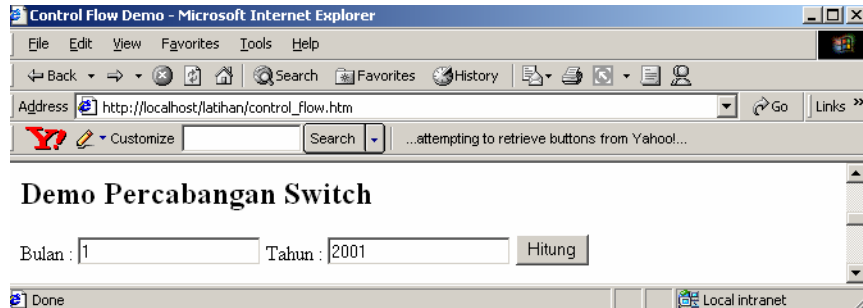 Control Flow Demo - Microsoft Internet Explorer
File Edit View Favorites Tools Help
Back Search Favorites History
Address http://localhost/latihan/control_flow.htm Go Links »
Y! Customize Search ...attempting to retrieve buttons from Yahoo!...
Demo Percabangan Switch
Bulan : 1 Tahun : 2001 Hitung
Done Local intranet